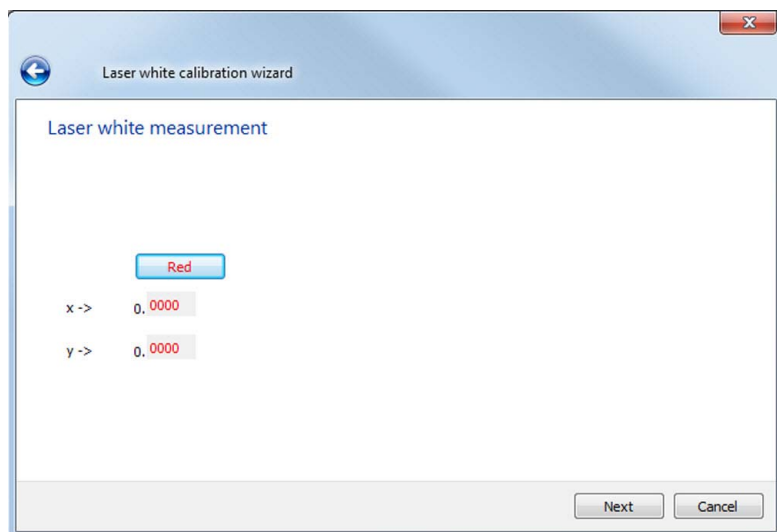 Laser white calibration wizard
Laser white measurement
Red
x -> 0. 0000
y -> 0. 0000
Next Cancel